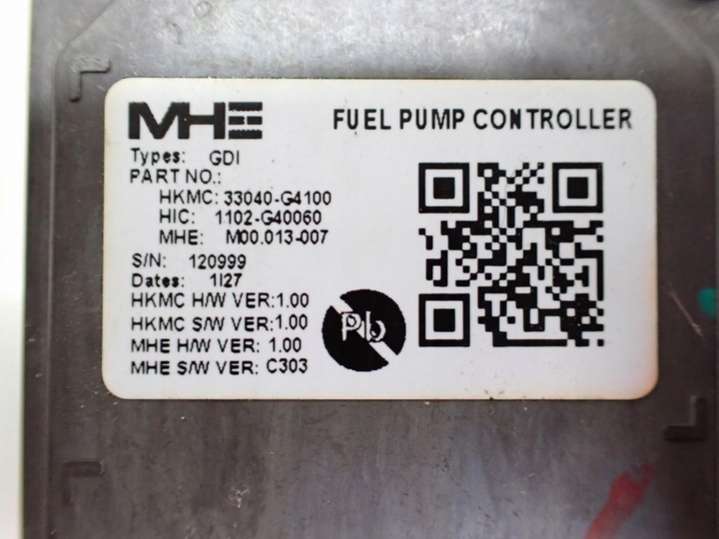 MHE FUEL PUMP CONTROLLER
Types: GDI
PART NO.:
HKMC: 33040-G4100
HIC: 1102-G40060
MHE: M00.013-007
S/N: 120999
Dates: 1I27
HKMC H/W VER:1.00
HKMC S/W VER:1.00
MHE H/W VER: 1.00
MHE S/W VER: C303
Pb